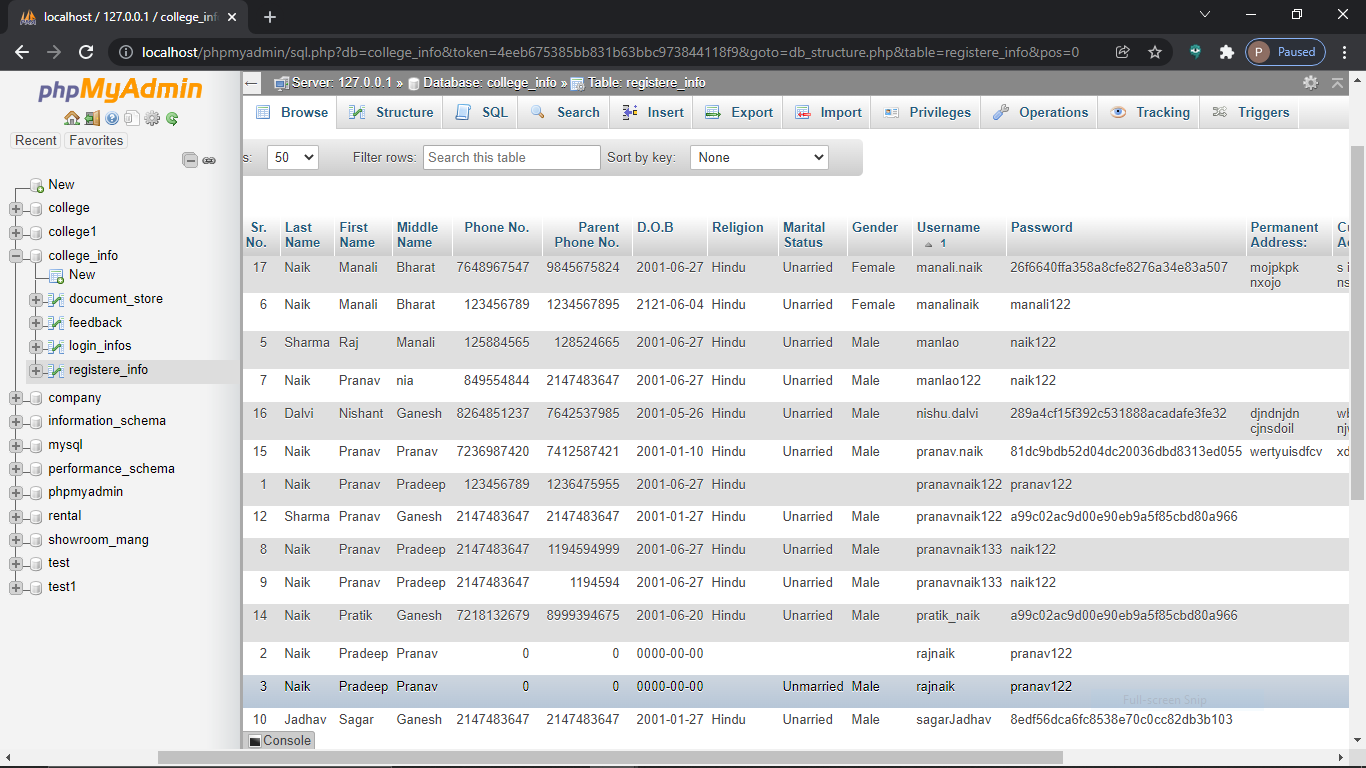 localhost / 127.0.0.1 / college_inf
localhost/phpmyadmin/sql.php?db=college_info&token=4eeb675385bb831b63bbc973844118f9&goto=db_structure.php&table=registere_info&pos=0
P Paused
phpMyAdmin
Recent Favorites
New
college
college1
college_info
New
document_store
feedback
login_infos
registere_info
company
information_schema
mysql
performance_schema
phpmyadmin
rental
showroom_mang
test
test1
Server: 127.0.0.1 » Database: college_info » Table: registere_info
Browse Structure SQL Search Insert Export Import Privileges Operations Tracking Triggers
s: 50 Filter rows: Search this table Sort by key: None
Sr. Last First Middle Phone No. Parent D.O.B Religion Marital Gender Username Password Permanent Cu
No. Name Name Name Phone No. Status 1 Address: Ad
17 Naik Manali Bharat 7648967547 9845675824 2001-06-27 Hindu Unarried Female manali.naik 26f6640ffa358a8cfe8276a34e83a507 mojpkpk s i
nxojo ns
6 Naik Manali Bharat 123456789 1234567895 2121-06-04 Hindu Unarried Female manalinaik manali122
5 Sharma Raj Manali 125884565 128524665 2001-06-27 Hindu Unarried Male manlao naik122
7 Naik Pranav nia 849554844 2147483647 2001-06-27 Hindu Unarried Male manlao122 naik122
16 Dalvi Nishant Ganesh 8264851237 7642537985 2001-05-26 Hindu Unarried Male nishu.dalvi 289a4cf15f392c531888acadafe3fe32 djndnjdn
cjnsdoil
15 Naik Pranav Pranav 7236987420 7412587421 2001-01-10 Hindu Unarried Male pranav.naik 81dc9bdb52d04dc20036dbd8313ed055 wertyuisdfcv xd
1 Naik Pranav Pradeep 123456789 1236475955 2001-06-27 Hindu pranavnaik122 pranav122
12 Sharma Pranav Ganesh 2147483647 2147483647 2001-01-27 Hindu Unarried Male pranavnaik122 a99c02ac9d00e90eb9a5f85cbd80a966
8 Naik Pranav Pradeep 2147483647 1194594999 2001-06-27 Hindu Unarried Male pranavnaik133 naik122
9 Naik Pranav Pradeep 2147483647 1194594 2001-06-27 Hindu Unarried Male pranavnaik133 naik122
14 Naik Pratik Ganesh 7218132679 8999394675 2001-06-20 Hindu Unarried Male pratik_naik a99c02ac9d00e90eb9a5f85cbd80a966
2 Naik Pradeep Pranav 0 0 0000-00-00 rajnaik pranav122
3 Naik Pradeep Pranav 0 0 0000-00-00 Unmarried Male rajnaik pranav122
Full-screen Snip
10 Jadhav Sagar Ganesh 2147483647 2147483647 2001-01-27 Hindu Unarried Male sagarJadhav 8edf56dca6fc8538e70c0cc82db3b103
Console